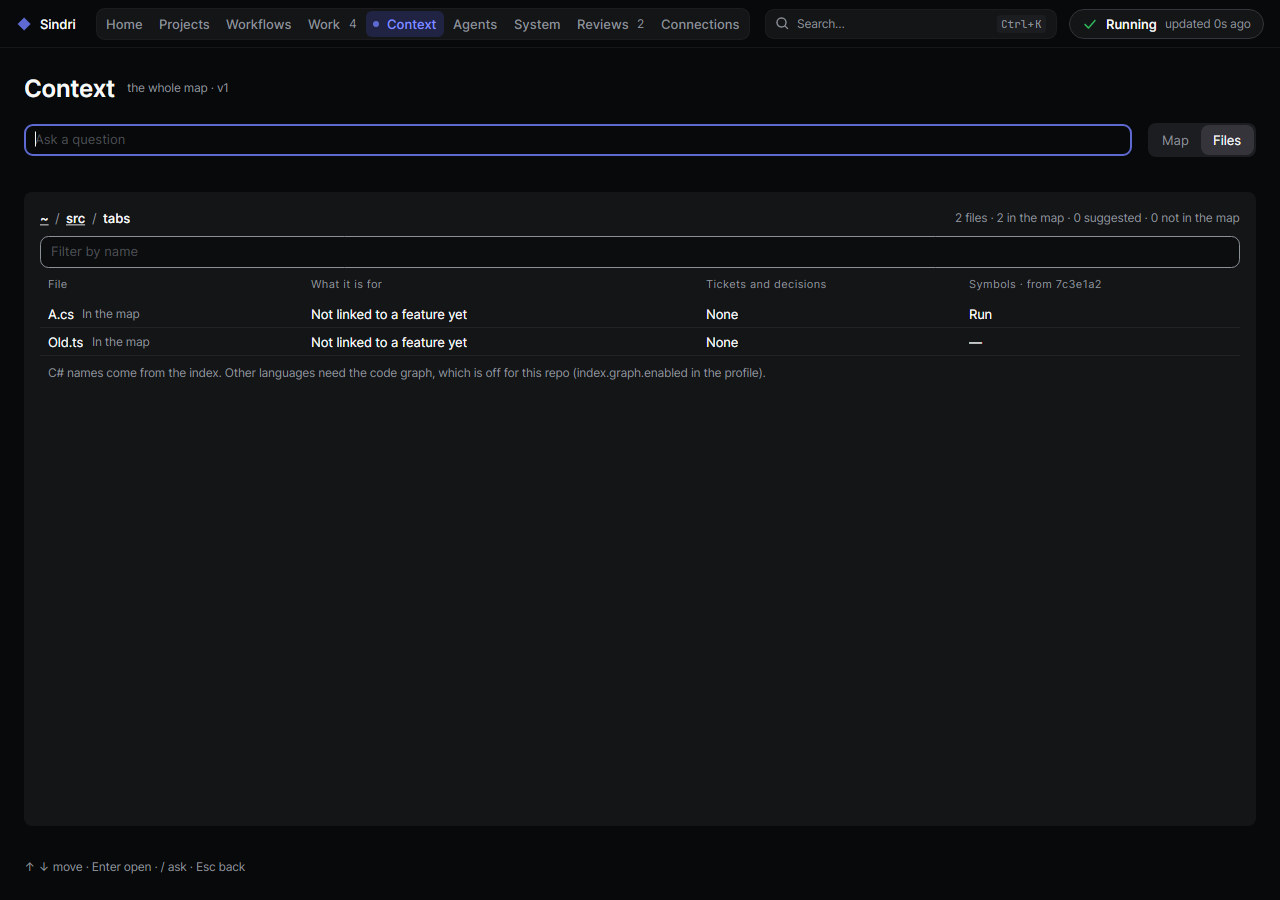 Sindri Home Projects Workflows Work 4 Context Agents System Reviews 2 Connections Search... Ctrl+K Running updated 0s ago
Context the whole map · v1
Ask a question Map Files
~ / src / tabs 2 files · 2 in the map · 0 suggested · 0 not in the map
Filter by name
File What it is for Tickets and decisions Symbols · from 7c3e1a2
A.cs In the map Not linked to a feature yet None Run
Old.ts In the map Not linked to a feature yet None —
C# names come from the index. Other languages need the code graph, which is off for this repo (index.graph.enabled in the profile).
↑ ↓ move · Enter open · / ask · Esc back